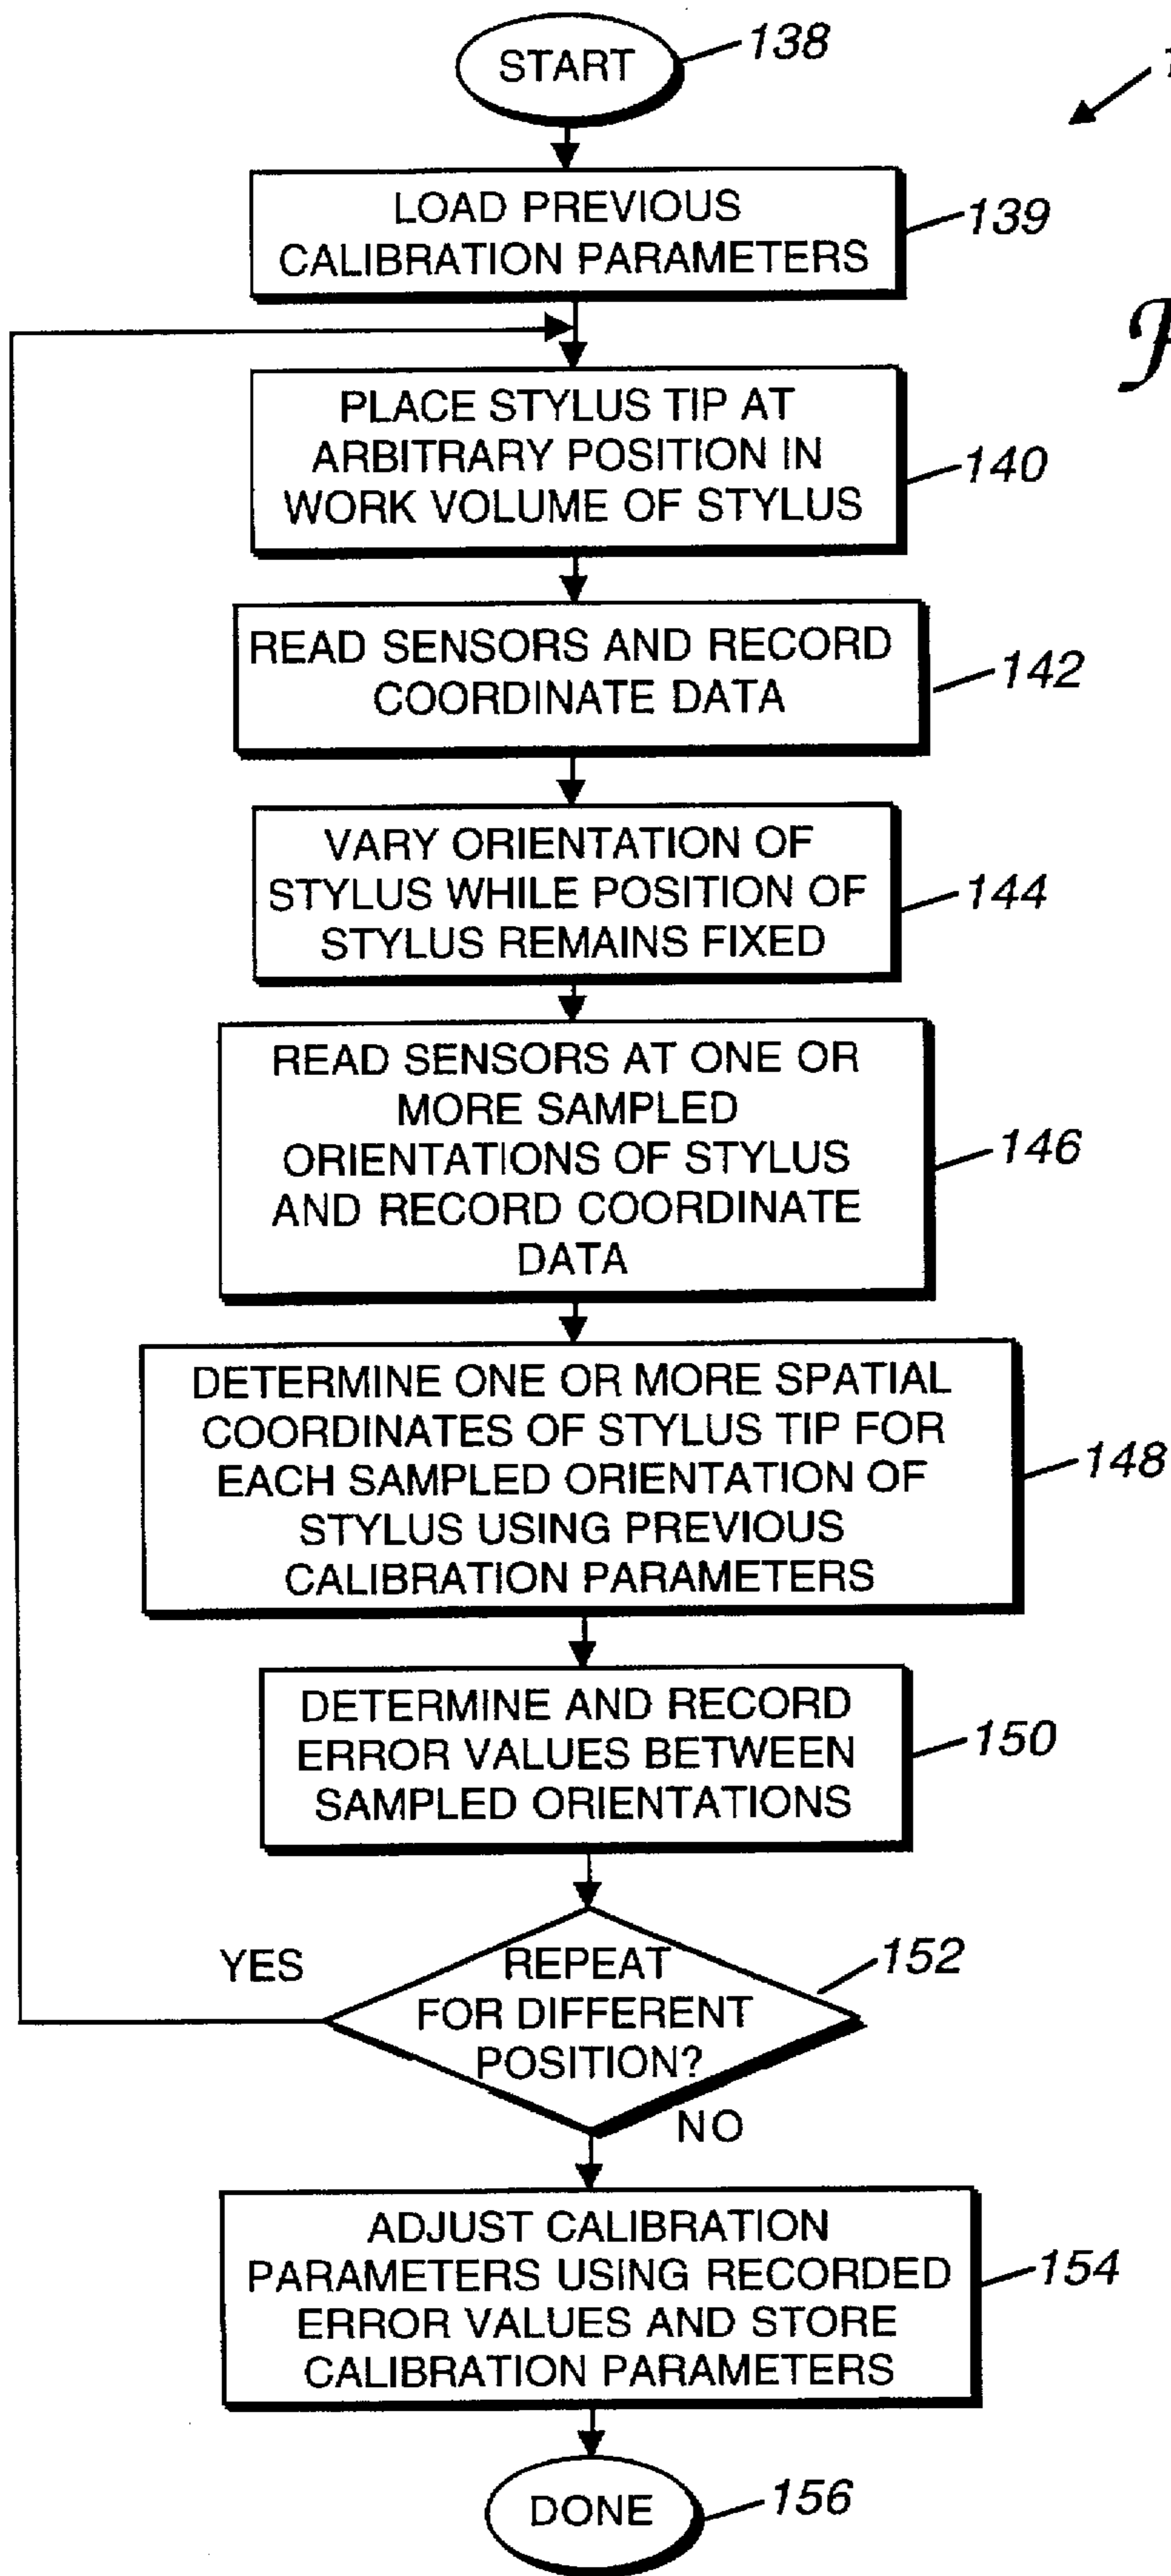 START
138
LOAD PREVIOUS
CALIBRATION PARAMETERS
139
PLACE STYLUS TIP AT
ARBITRARY POSITION IN
WORK VOLUME OF STYLUS
140
READ SENSORS AND RECORD
COORDINATE DATA
142
VARY ORIENTATION OF
STYLUS WHILE POSITION OF
STYLUS REMAINS FIXED
144
READ SENSORS AT ONE OR
MORE SAMPLED
ORIENTATIONS OF STYLUS
AND RECORD COORDINATE
DATA
146
DETERMINE ONE OR MORE SPATIAL
COORDINATES OF STYLUS TIP FOR
EACH SAMPLED ORIENTATION OF
STYLUS USING PREVIOUS
CALIBRATION PARAMETERS
148
DETERMINE AND RECORD
ERROR VALUES BETWEEN
SAMPLED ORIENTATIONS
150
YES
REPEAT
FOR DIFFERENT
POSITION?
152
NO
ADJUST CALIBRATION
PARAMETERS USING RECORDED
ERROR VALUES AND STORE
CALIBRATION PARAMETERS
154
DONE
156